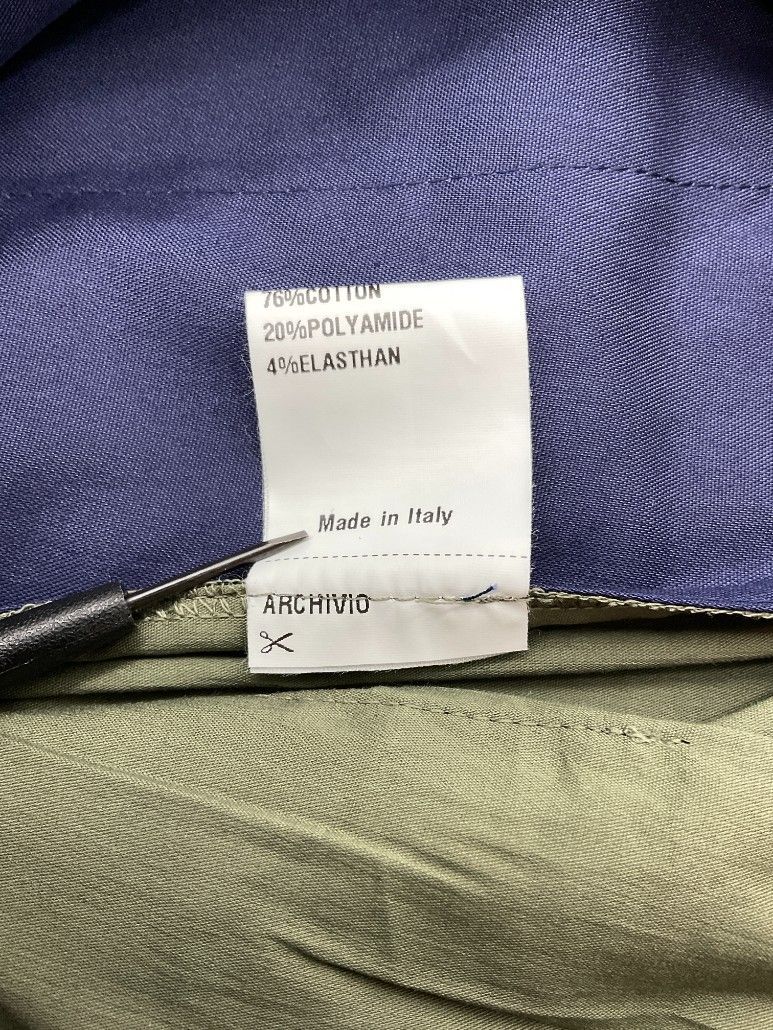 76%COTTON
20%POLYAMIDE
4%ELASTHAN
Made in Italy
ARCHIVIO